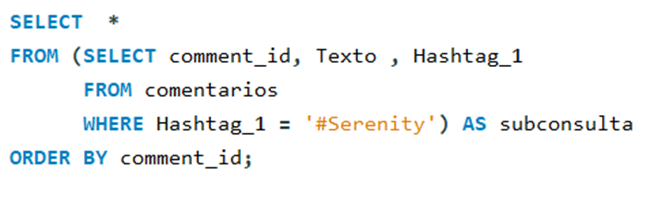 SELECT  *
FROM (SELECT comment_id, Texto , Hashtag_1
      FROM comentarios
      WHERE Hashtag_1 = '#Serenity') AS subconsulta
ORDER BY comment_id;